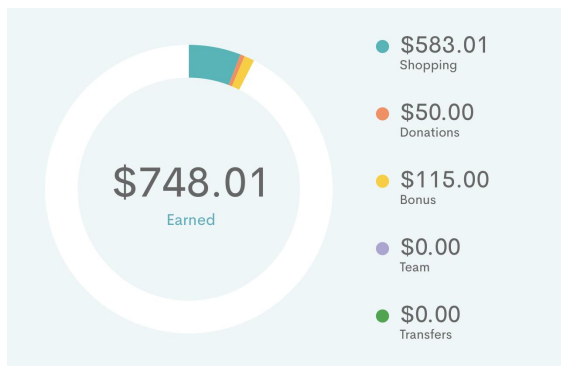 $748.01
Earned
$583.01
Shopping
$50.00
Donations
$115.00
Bonus
$0.00
Team
$0.00
Transfers